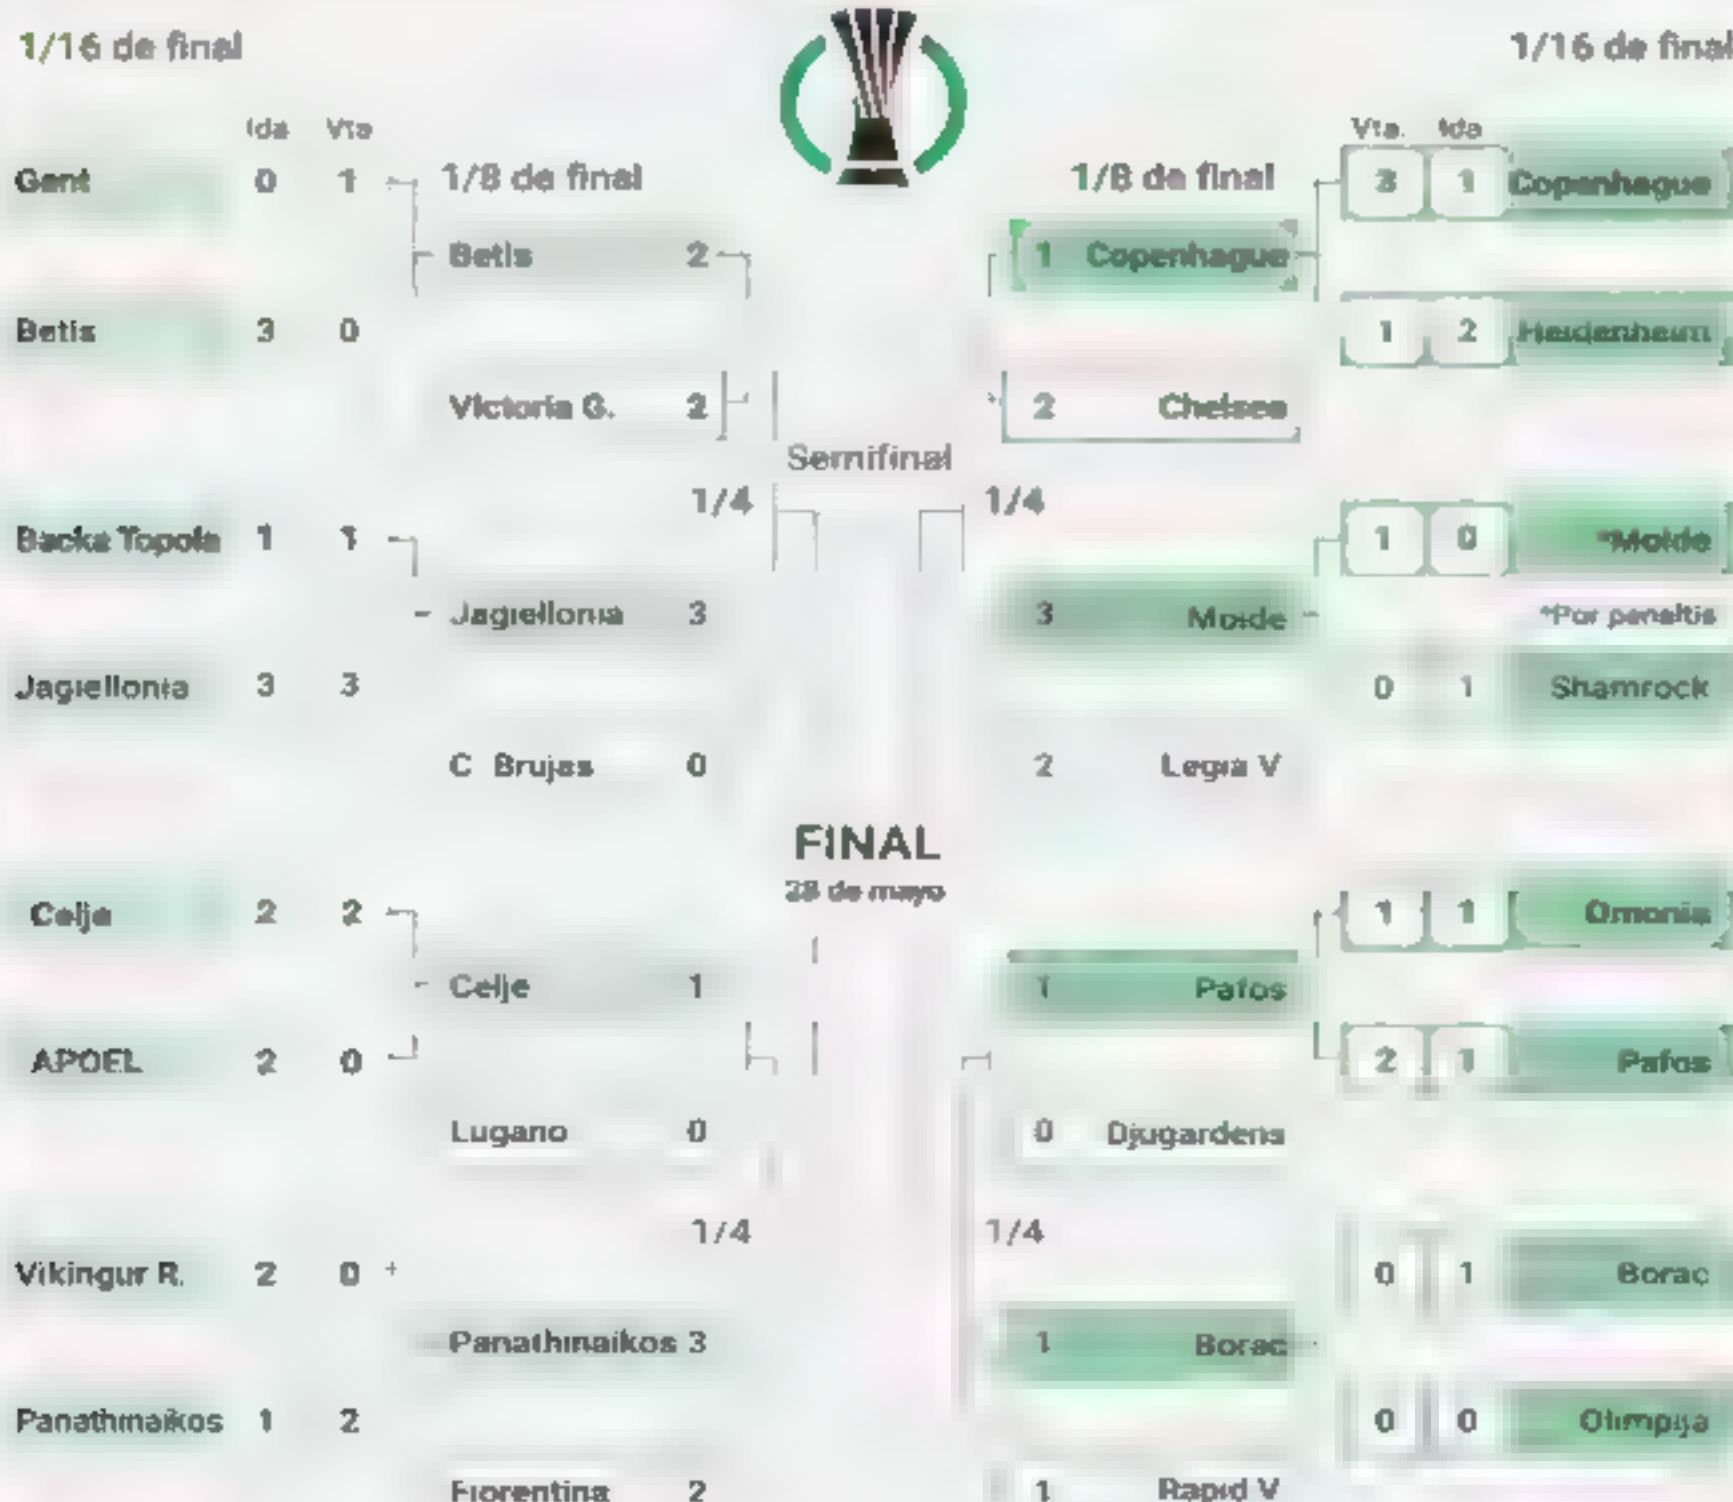 1/16 de final
Ida Vta
Gent 0 1
Betis 3 0
Backa Topola 1 1
Jagiellonia 3 3
Celje 2 2
APOEL 2 0
Vikingur R. 2 0
Panathinaikos 1 2
1/8 de final
Betis 2
Victoria G. 2
1/4
Jagiellonia 3
C Brujas 0
Celje 1
Lugano 0
1/4
Panathinaikos 3
Fiorentina 2
Semifinal
FINAL
28 de mayo
1/8 de final
1 Copenhague
2 Chelsea
1/4
3 Molde
2 Legia V
1 Pafos
0 Djugardens
1/4
1 Borac
1 Rapid V
1/16 de final
Vta. Ida
3 1 Copenhague
1 2 Heidenheim
1 0 *Molde
*Por penaltis
0 1 Shamrock
1 1 Omonia
2 1 Pafos
0 1 Borac
0 0 Olimpija